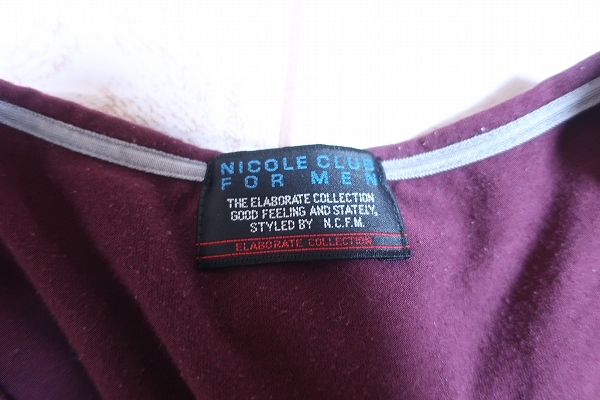 NICOLE CLUB
FOR MEN
THE ELABORATE COLLECTION
GOOD FEELING AND STATELY,
STYLED BY N.C.F.M.
ELABORATE COLLECTION